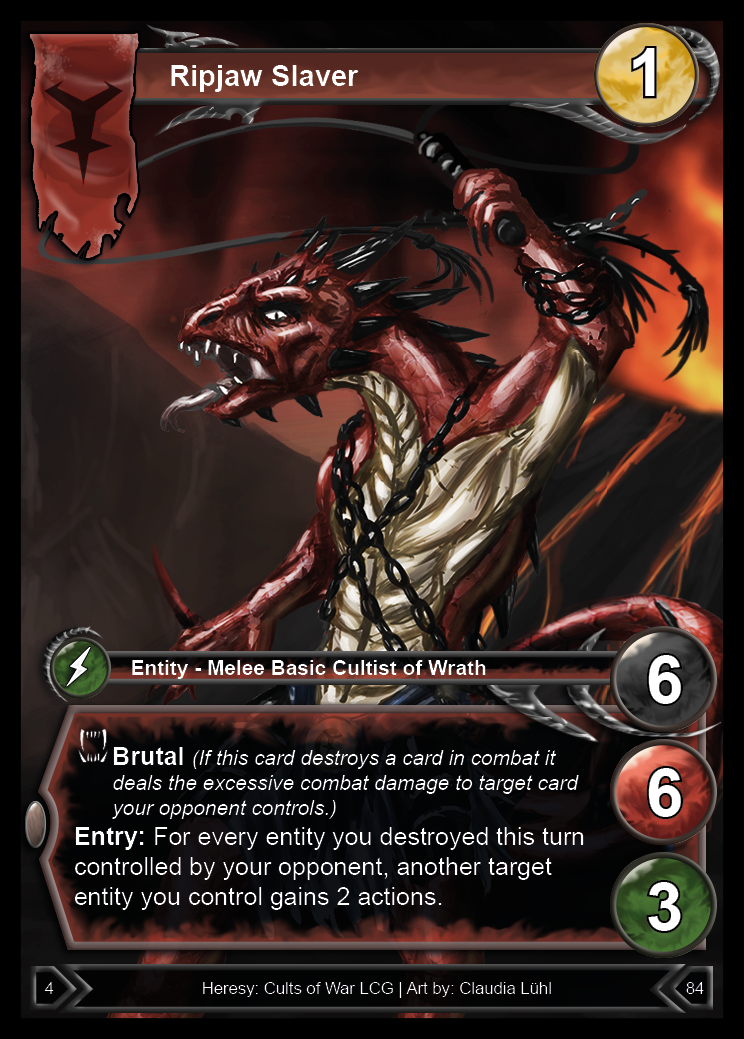 Ripjaw Slaver
1
Entity - Melee Basic Cultist of Wrath
6
Brutal (If this card destroys a card in combat it
deals the excessive combat damage to target card
your opponent controls.)
6
Entry: For every entity you destroyed this turn
controlled by your opponent, another target
entity you control gains 2 actions.
3
4
Heresy: Cults of War LCG | Art by: Claudia Lühl
84